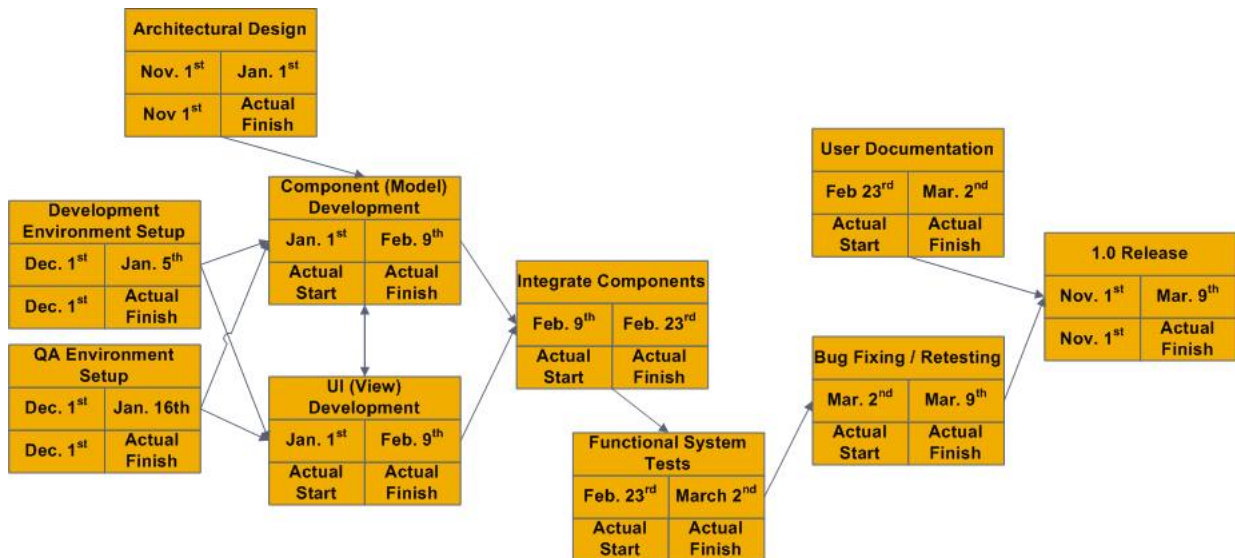 Architectural Design
Nov. 1st
Jan. 1st
Nov 1st
Actual
Finish
Development
Environment Setup
Dec. 1st
Jan. 5th
Dec. 1st
Actual
Finish
QA Environment
Setup
Dec. 1st
Jan. 16th
Dec. 1st
Actual
Finish
Component (Model)
Development
Jan. 1st
Feb. 9th
Actual
Start
Actual
Finish
UI (View)
Development
Jan. 1st
Feb. 9th
Actual
Start
Actual
Finish
Integrate Components
Feb. 9th
Feb. 23rd
Actual
Start
Actual
Finish
Functional System
Tests
Feb. 23rd
March 2nd
Actual
Start
Actual
Finish
User Documentation
Feb 23rd
Mar. 2nd
Actual
Start
Actual
Finish
Bug Fixing / Retesting
Mar. 2nd
Mar. 9th
Actual
Start
Actual
Finish
1.0 Release
Nov. 1st
Mar. 9th
Nov. 1st
Actual
Finish